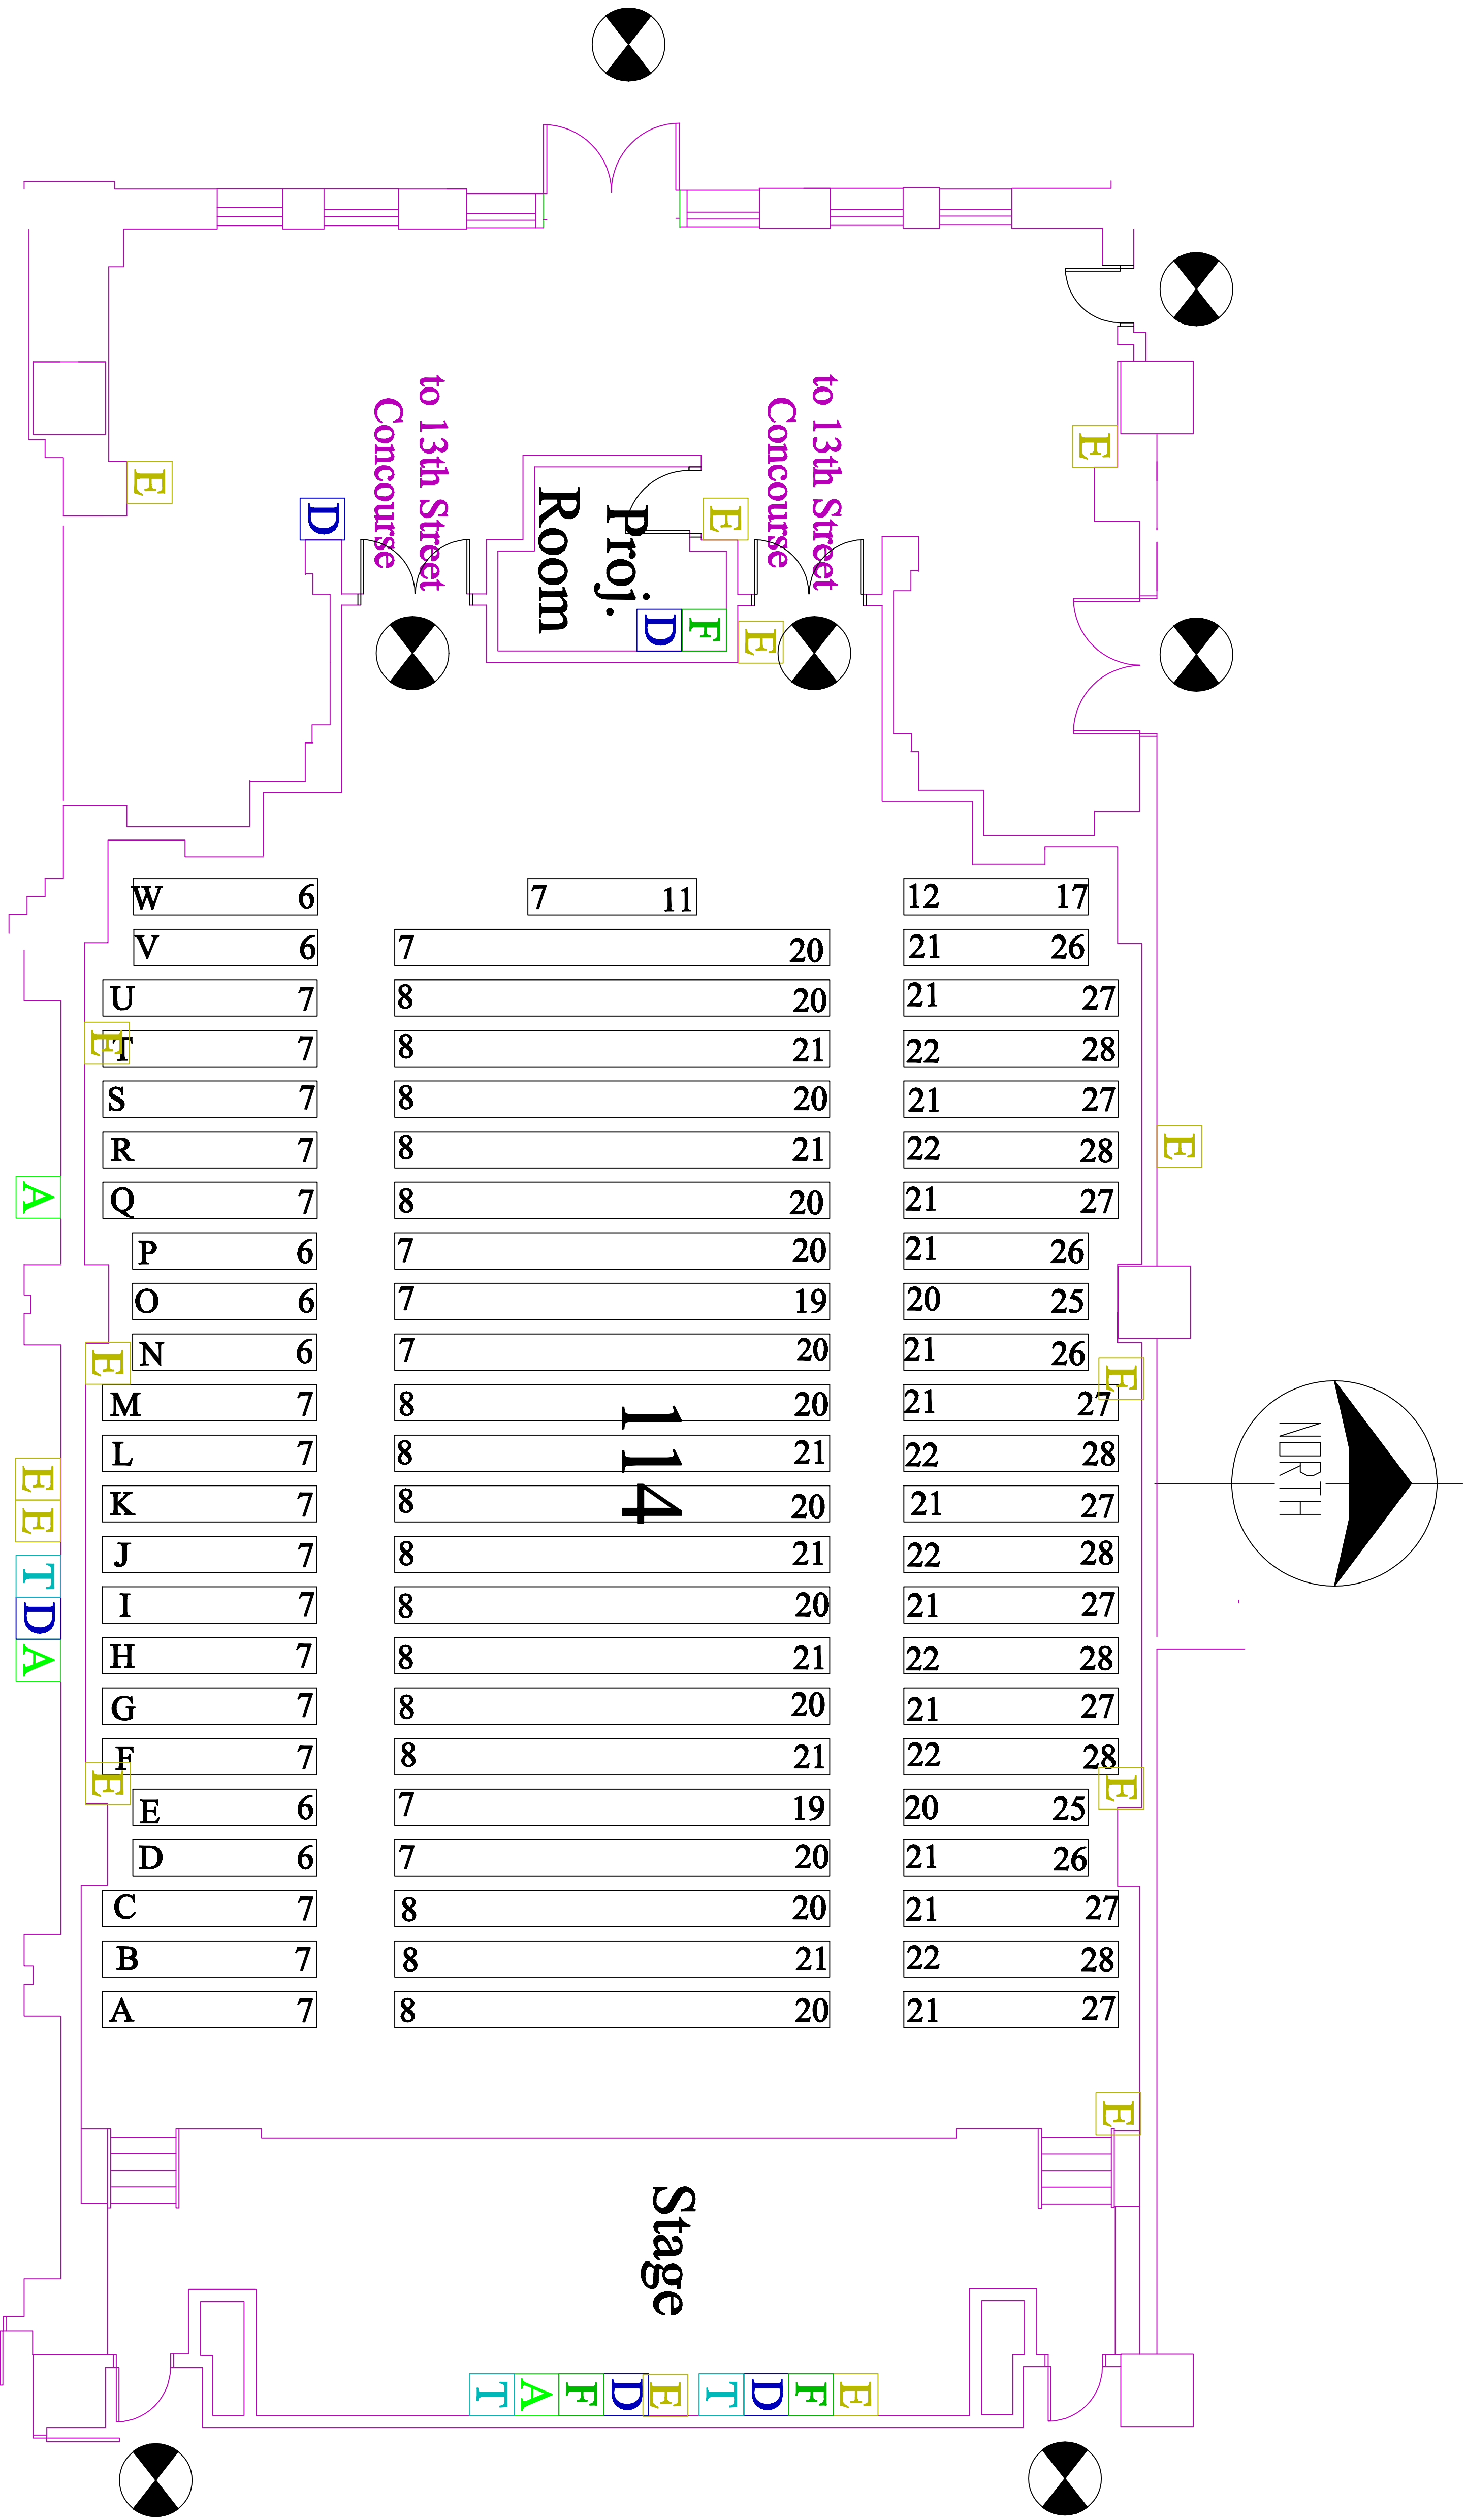 to 13th Street
Concourse
to 13th Street
Concourse
E
E
D
E
Proj.
Room
D F
E
W 6 7 11 12 17
V 6 7 20 21 26
U 7 8 20 21 27
E
T 7 8 21 22 28
S 7 8 20 21 27
R 7 8 21 22 28
E
A
Q 7 8 20 21 27
P 6 7 20 21 26
O 6 7 19 20 25
N 6 7 20 21 26
E
E
M 7 8 20 21 27
L 7 8 21 22 28
114
NORTH
K 7 8 20 21 27
E
E
T
D
A
J 7 8 21 22 28
I 7 8 20 21 27
H 7 8 21 22 28
G 7 8 20 21 27
F 7 8 21 22 28
E
E
E 6 7 19 20 25
D 6 7 20 21 26
C 7 8 20 21 27
B 7 8 21 22 28
A 7 8 20 21 27
E
Stage
T A F D E T D F E